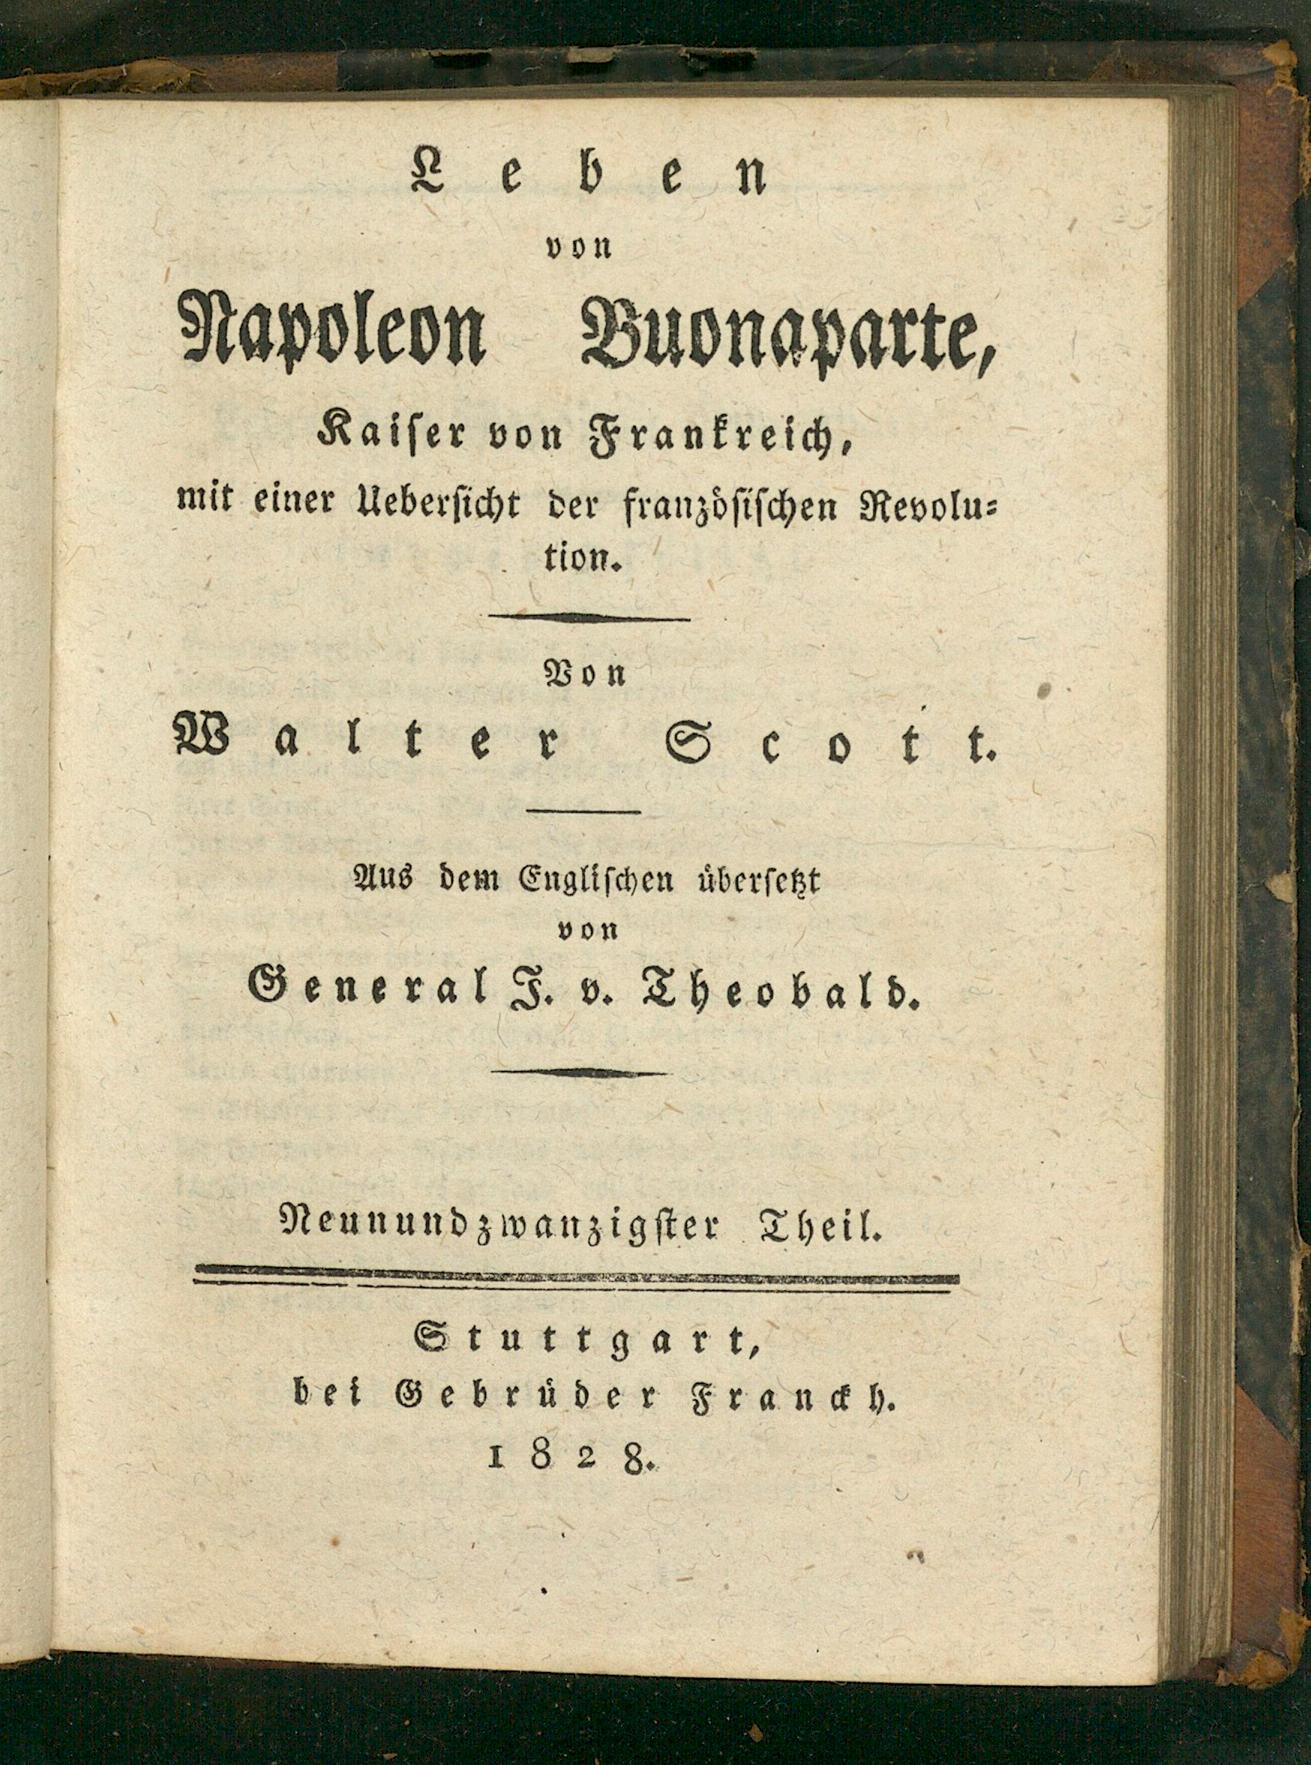 Leben
von
Napoleon Buonaparte,
Kaiser von Frankreich,
mit einer Uebersicht der französischen Revolu=
tion.
Von
Walter Scott.
Aus dem Englischen übersetzt
von
General J. v. Theobald.
Neunundzwanzigster Theil.
Stuttgart,
bei Gebrüder Franckh.
1828.